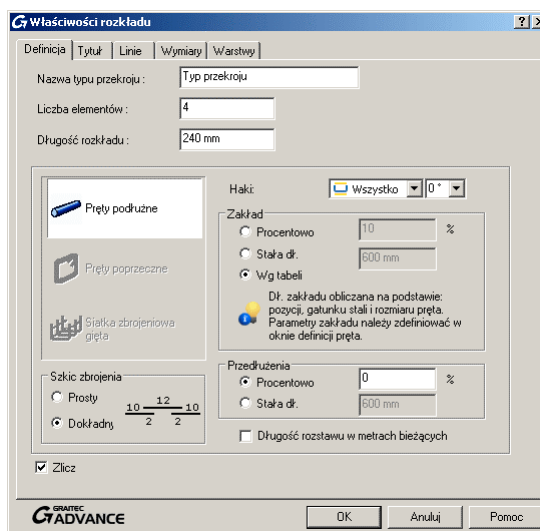 Właściwości rozkładu
Definicja Tytuł Linie Wymiary Warstwy
Nazwa typu przekroju : Typ przekroju
Liczba elementów : 4
Długość rozkładu : 240 mm
Pręty podłużne
Pręty poprzeczne
Siatka zbrojeniowa
gięta
Haki: Wszystko 0 °
Zakład
Procentowo 10 %
Stała dł. 600 mm
Wg tabeli
Dł. zakładu obliczana na podstawie:
pozycji, gatunku stali i rozmiaru pręta.
Parametry zakładu należy zdefiniować w
oknie definicji pręta.
Szkic zbrojenia
Prosty
Dokładny
10 12 10
2 2
Przedłużenia
Procentowo 0 %
Stała dł. 600 mm
Długość rozstawu w metrach bieżących
Zlicz
GRAITEC
ADVANCE
OK Anuluj Pomoc